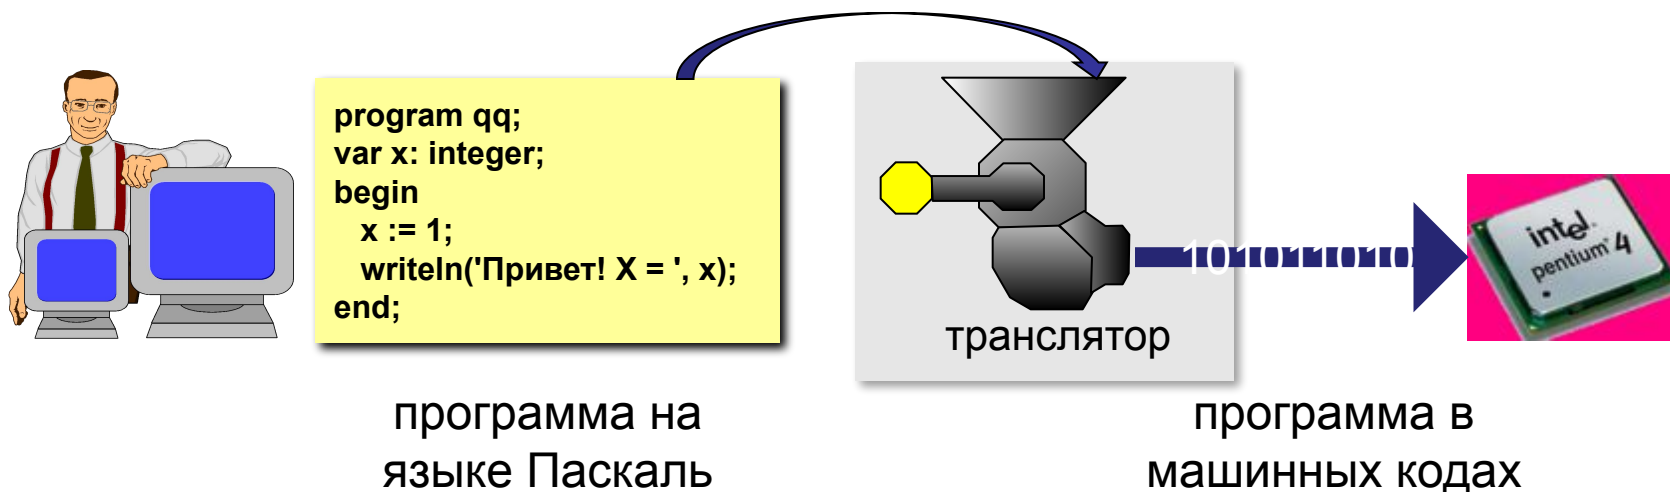 program qq;
var x: integer;
begin
x := 1;
writeln('Привет! X = ', x);
end;
транслятор
1010110101
intel
pentium 4
программа на
языке Паскаль
программа в
машинных кодах